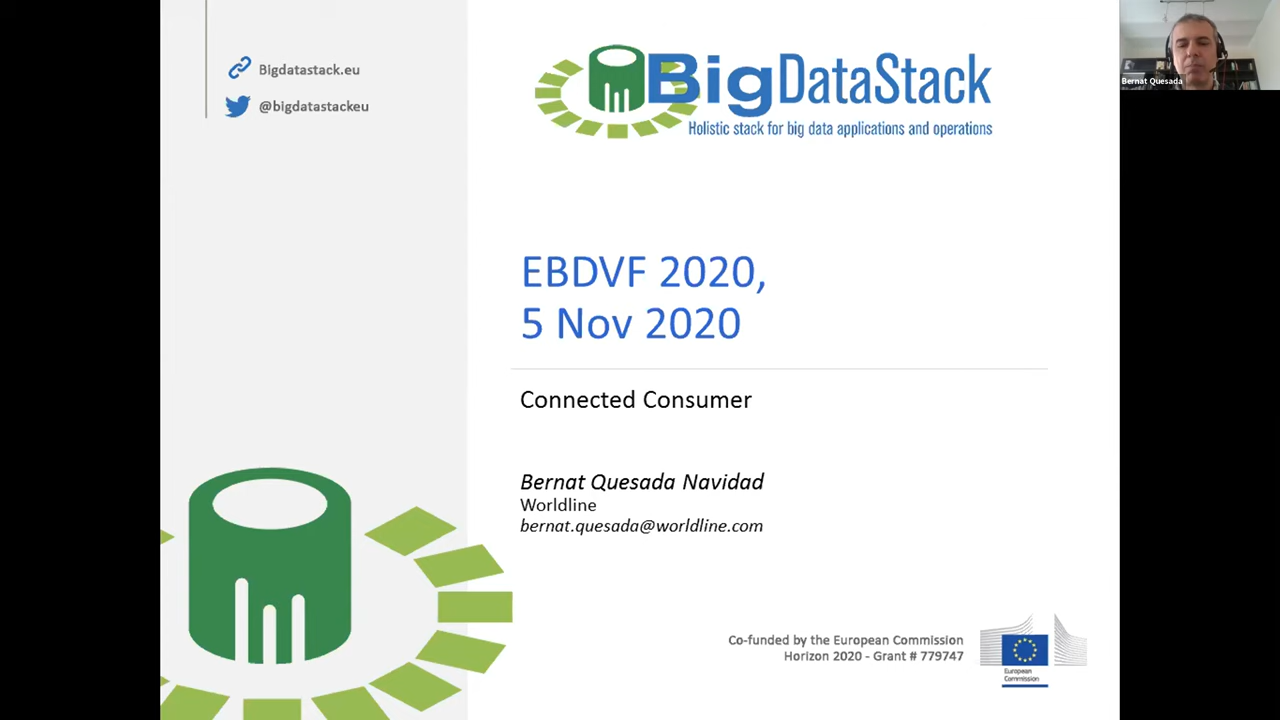 Bigdatastack.eu
@bigdatastackeu
BigDataStack
Holistic stack for big data applications and operations
Bernat Quesada
EBDVF 2020,
5 Nov 2020
Connected Consumer
Bernat Quesada Navidad
Worldline
bernat.quesada@worldline.com
Co-funded by the European Commission
Horizon 2020 - Grant # 779747
European
Commission